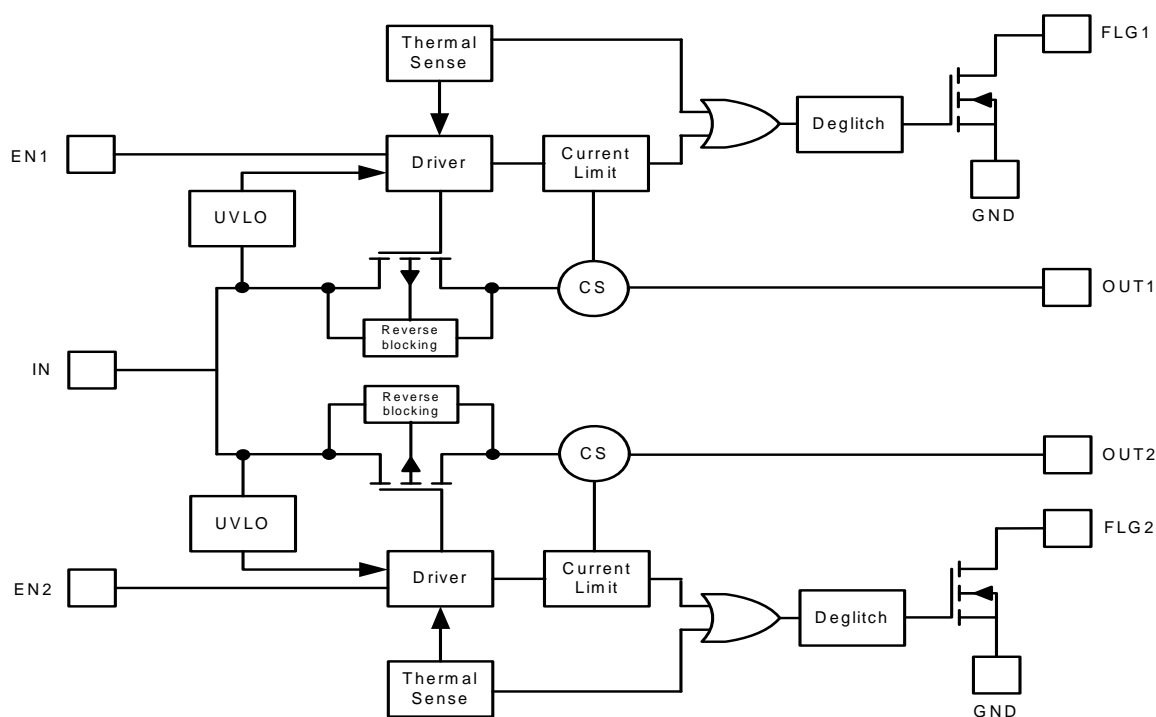 Thermal
Sense
FLG1
Deglitch
EN1
Driver
Current
Limit
GND
UVLO
CS
OUT1
Reverse
blocking
IN
Reverse
blocking
CS
OUT2
UVLO
FLG2
EN2
Driver
Current
Limit
Deglitch
Thermal
Sense
GND